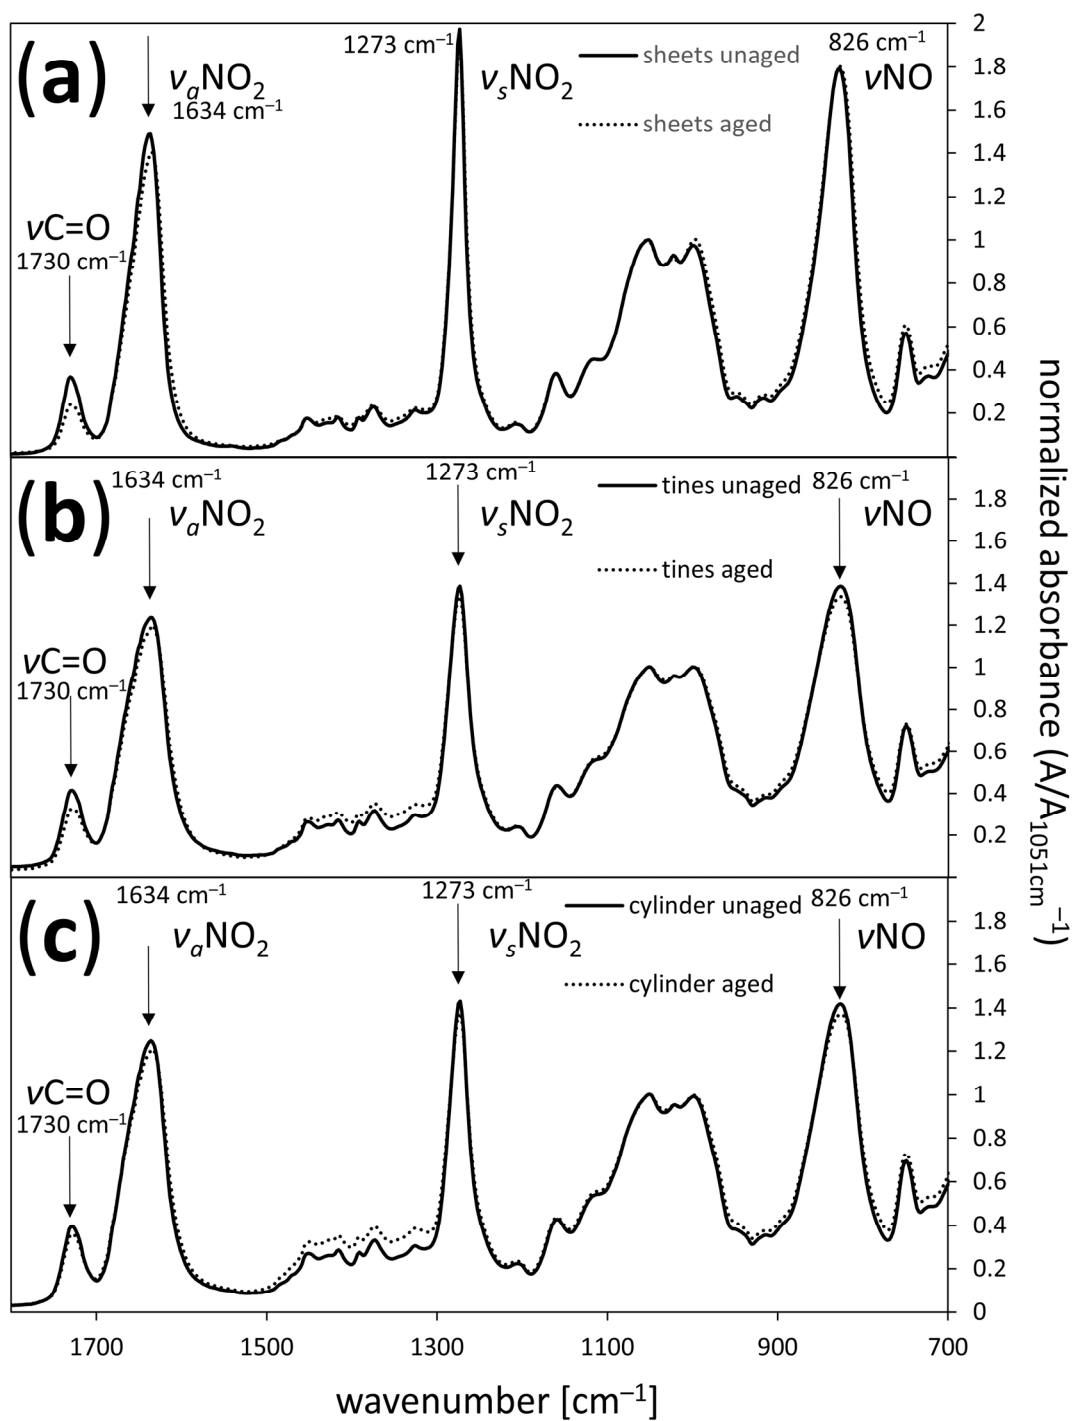 (a)
1273 cm⁻¹
sheets unaged
826 cm⁻¹
νₐNO₂
1634 cm⁻¹
νₛNO₂
νNO
sheets aged
νC=O
1730 cm⁻¹
2
1.8
1.6
1.4
1.2
1
0.8
0.6
0.4
0.2
(b)
1634 cm⁻¹
1273 cm⁻¹
tines unaged
826 cm⁻¹
νₐNO₂
νₛNO₂
νNO
tines aged
νC=O
1730 cm⁻¹
1.8
1.6
1.4
1.2
1
0.8
0.6
0.4
0.2
(c)
1634 cm⁻¹
1273 cm⁻¹
cylinder unaged
826 cm⁻¹
νₐNO₂
νₛNO₂
νNO
cylinder aged
νC=O
1730 cm⁻¹
1.8
1.6
1.4
1.2
1
0.8
0.6
0.4
0.2
0
normalized absorbance (A/A₁₀₅₁cm⁻¹)
1700 1500 1300 1100 900 700
wavenumber [cm⁻¹]